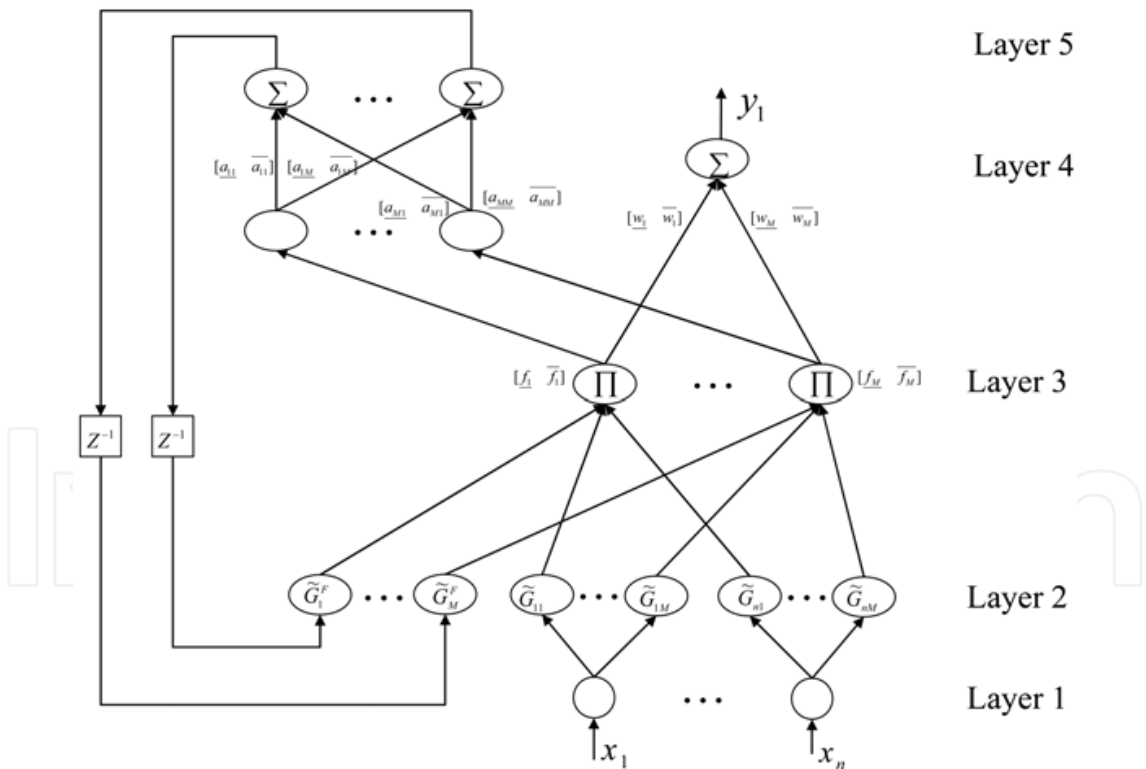 Layer 5
∑ ... ∑
y₁
[a̲₁₁ a̅₁₁] [a̲₁M a̅₁M]
∑
Layer 4
[a̲M1 a̅M1] [a̲MM a̅MM]
...
[w̲₁ w̅₁] [w̲M w̅M]
[f̲₁ f̅₁] ∏ ... ∏ [f̲M f̅M]
Layer 3
Z⁻¹ Z⁻¹
G̃₁ᶠ ... G̃Mᶠ G̃₁₁ ... G̃₁M G̃n1 ... G̃nM
Layer 2
...
Layer 1
x₁ xₙ